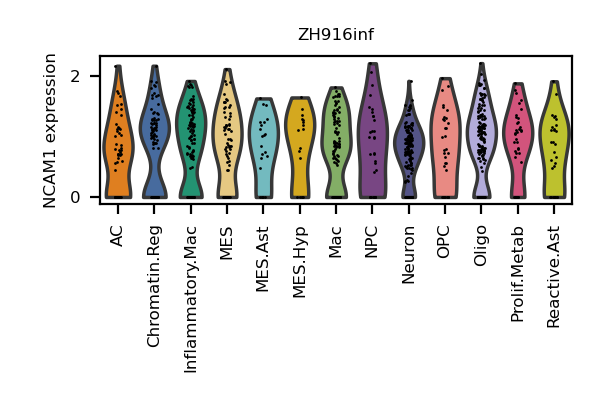 ZH916inf
NCAM1 expression
2
0
AC
Chromatin.Reg
Inflammatory.Mac
MES
MES.Ast
MES.Hyp
Mac
NPC
Neuron
OPC
Oligo
Prolif.Metab
Reactive.Ast